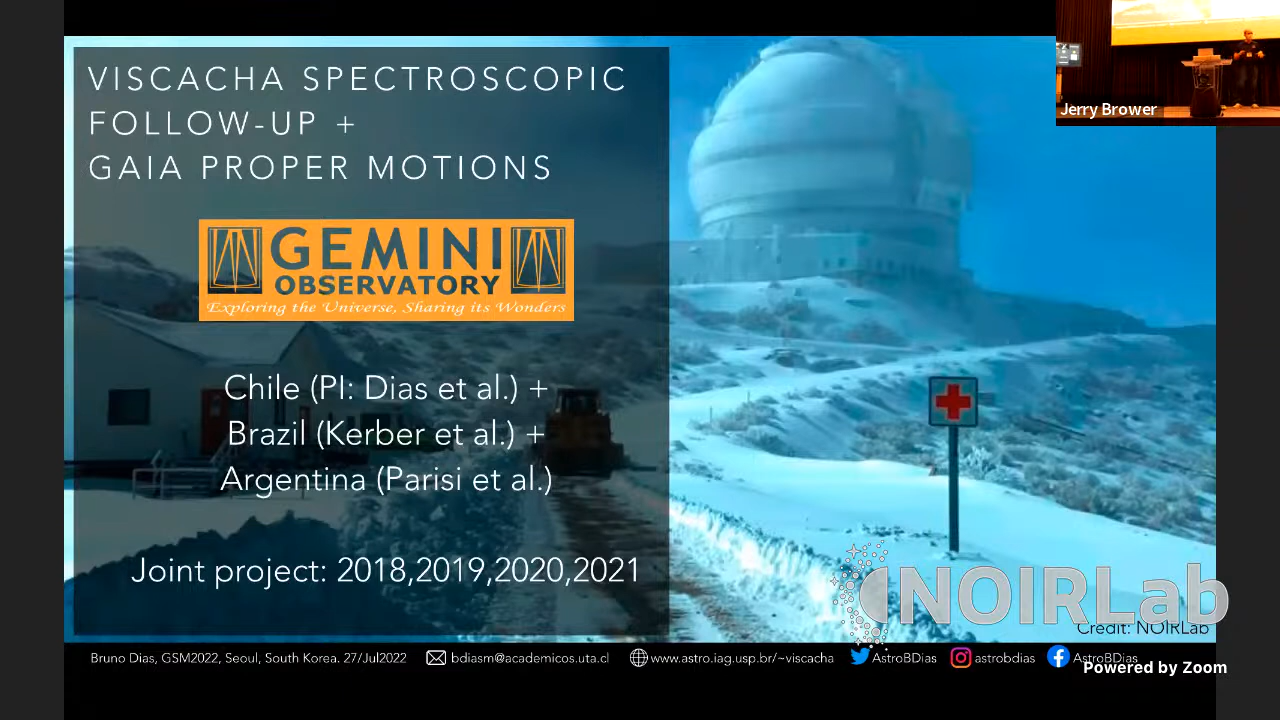 VISCACHA SPECTROSCOPIC
FOLLOW-UP +
GAIA PROPER MOTIONS
GEMINI
OBSERVATORY
Exploring the Universe, Sharing its Wonders
Chile (PI: Dias et al.) +
Brazil (Kerber et al.) +
Argentina (Parisi et al.)
Joint project: 2018,2019,2020,2021
Jerry Brower
NOIRLab
Credit: NOIRLab
Bruno Dias, GSM2022, Seoul, South Korea. 27/Jul2022
bdiasm@academicos.uta.cl
www.astro.iag.usp.br/~viscacha
AstroBDias
astrobdias
AstroBDias
Powered by Zoom